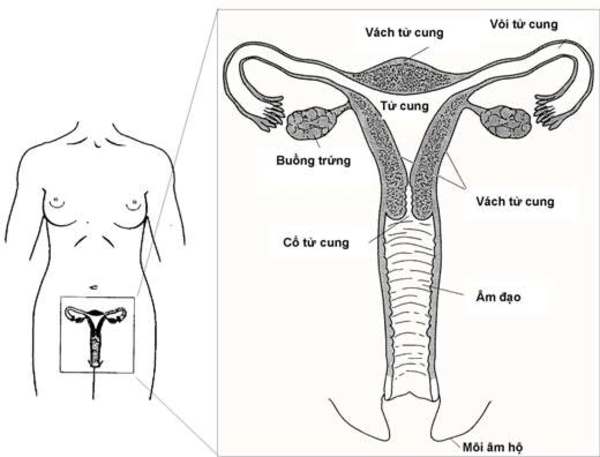 Vách tử cung
Vòi tử cung
Tử cung
Buồng trứng
Vách tử cung
Cổ tử cung
Âm đạo
Môi âm hộ